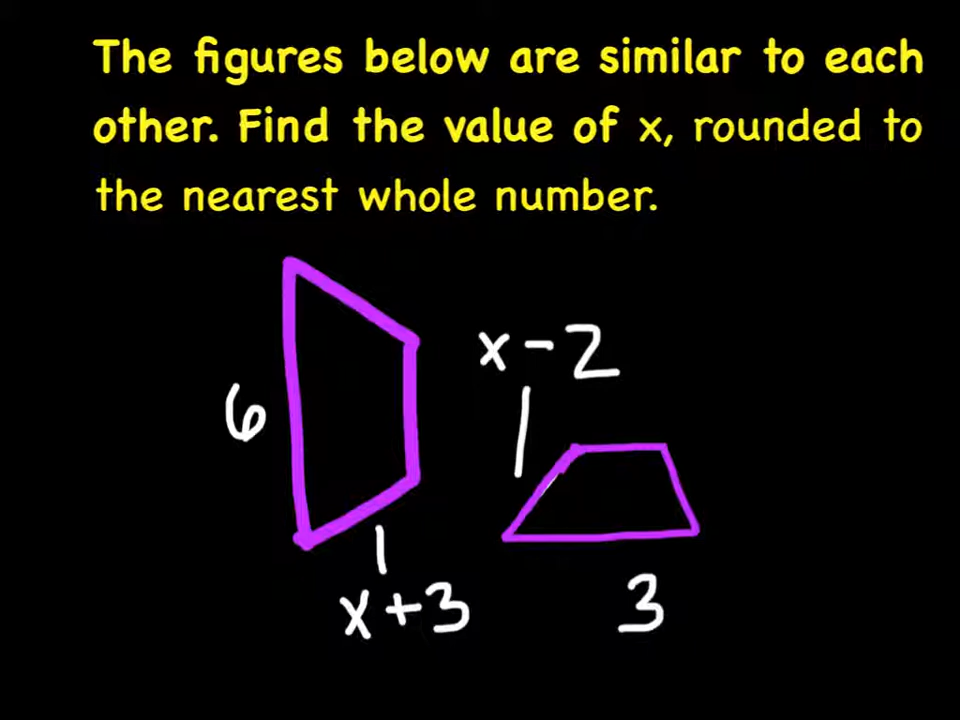 The figures below are similar to each
other. Find the value of x, rounded to
the nearest whole number.
x-2
6
x+3
3